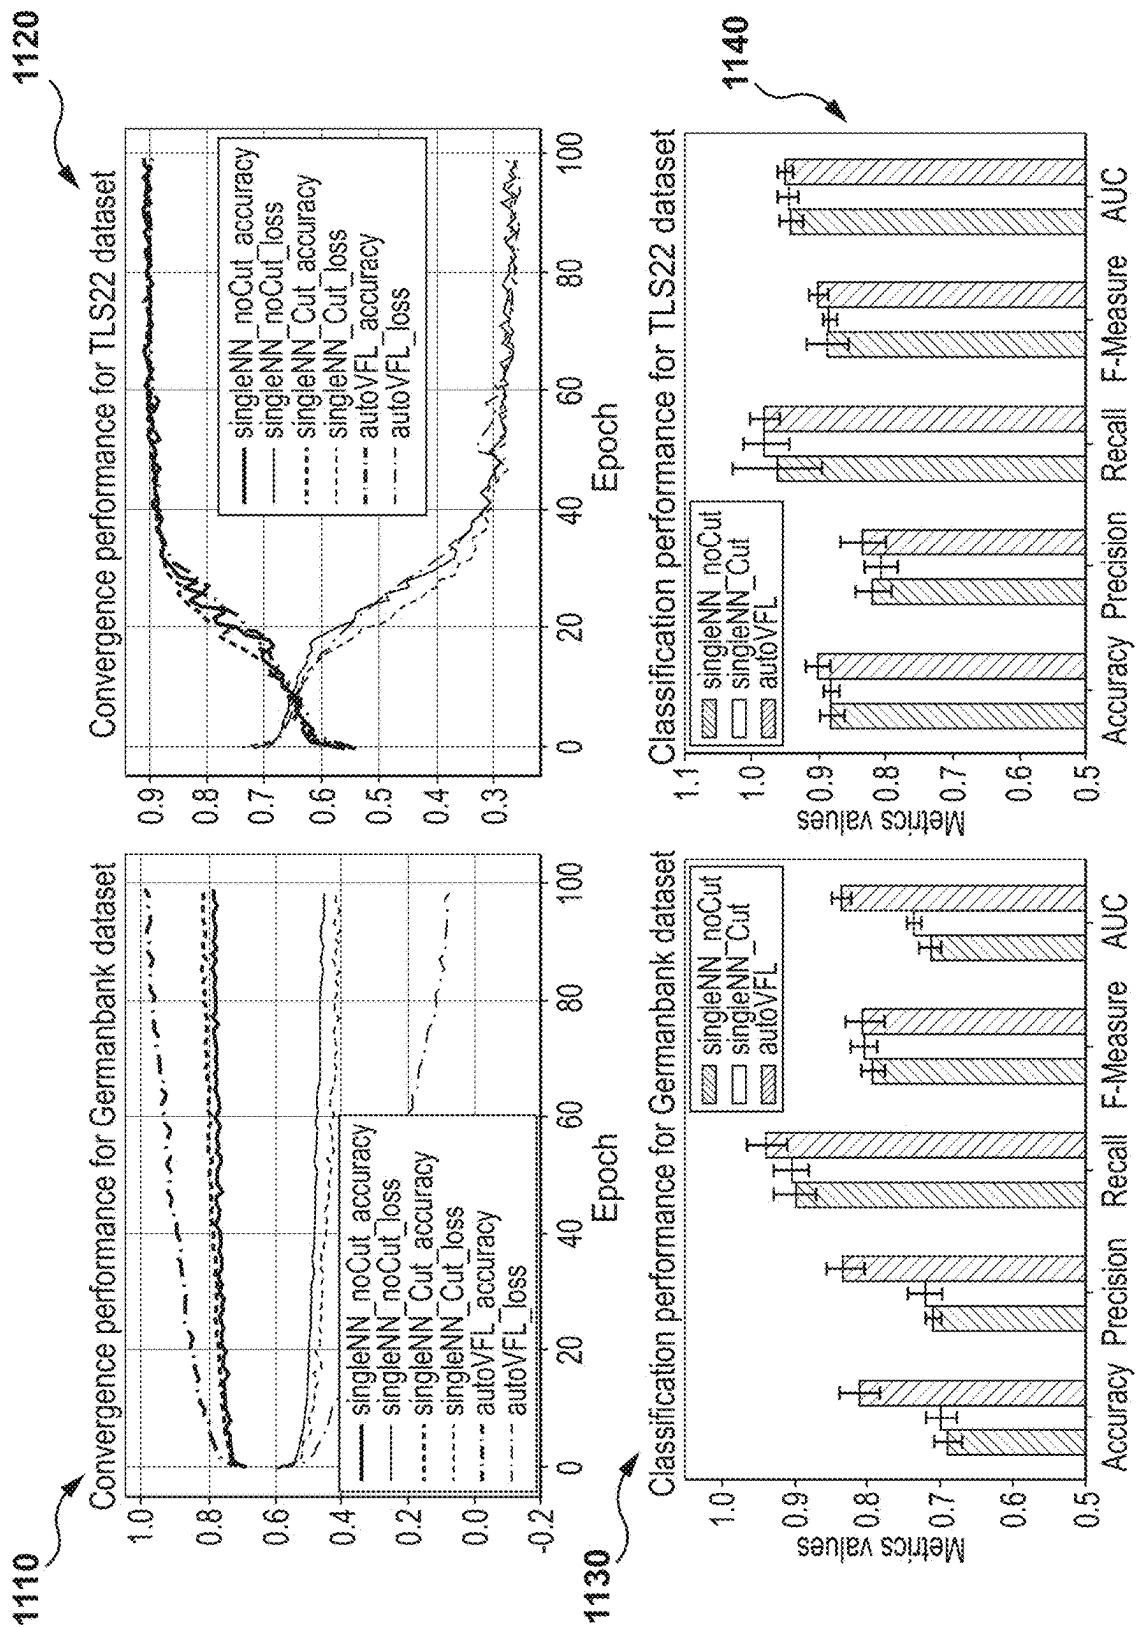 1110
Convergence performance for Germanbank dataset
1.0
0.8
0.6
0.4
0.2
0.0
-0.2
singleNN_noCut_accuracy
singleNN_noCut_loss
singleNN_Cut_accuracy
singleNN_Cut_loss
autoVFL_accuracy
autoVFL_loss
0 20 40 60 80 100
Epoch
1120
Convergence performance for TLS22 dataset
0.9
0.8
0.7
0.6
0.5
0.4
0.3
singleNN_noCut_accuracy
singleNN_noCut_loss
singleNN_Cut_accuracy
singleNN_Cut_loss
autoVFL_accuracy
autoVFL_loss
0 20 40 60 80 100
Epoch
1130
Classification performance for Germanbank dataset
Metrics values
1.0
0.9
0.8
0.7
0.6
0.5
singleNN_noCut
singleNN_Cut
autoVFL
Accuracy Precision Recall F-Measure AUC
1140
Classification performance for TLS22 dataset
Metrics values
1.1
1.0
0.9
0.8
0.7
0.6
0.5
singleNN_noCut
singleNN_Cut
autoVFL
Accuracy Precision Recall F-Measure AUC